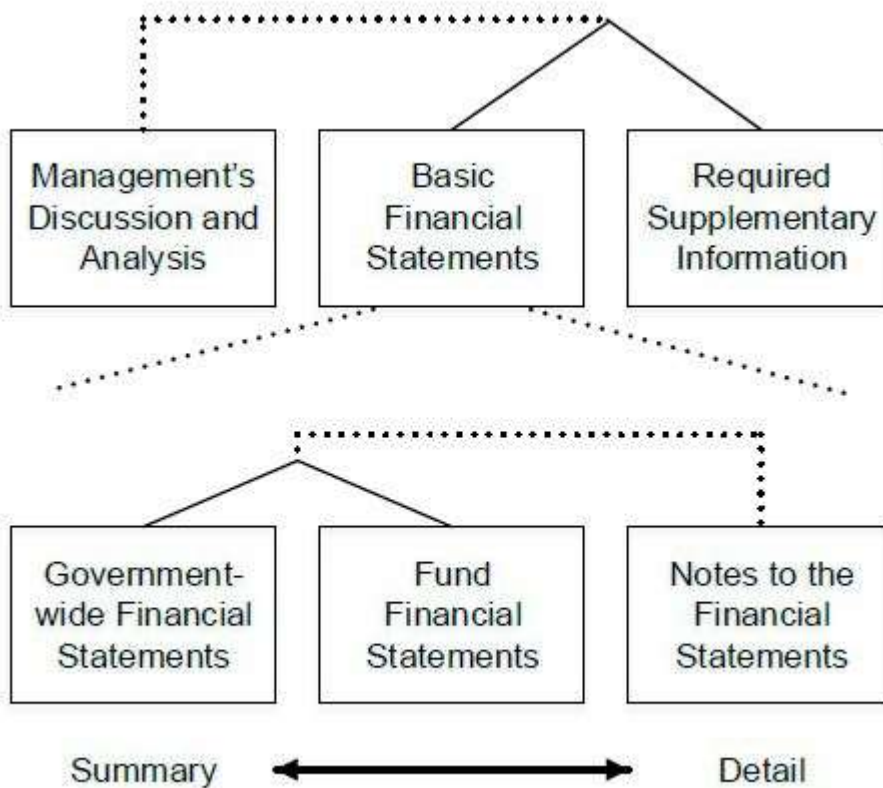 Management's
Discussion and
Analysis
Basic
Financial
Statements
Required
Supplementary
Information
Government-
wide Financial
Statements
Fund
Financial
Statements
Notes to the
Financial
Statements
Summary
Detail